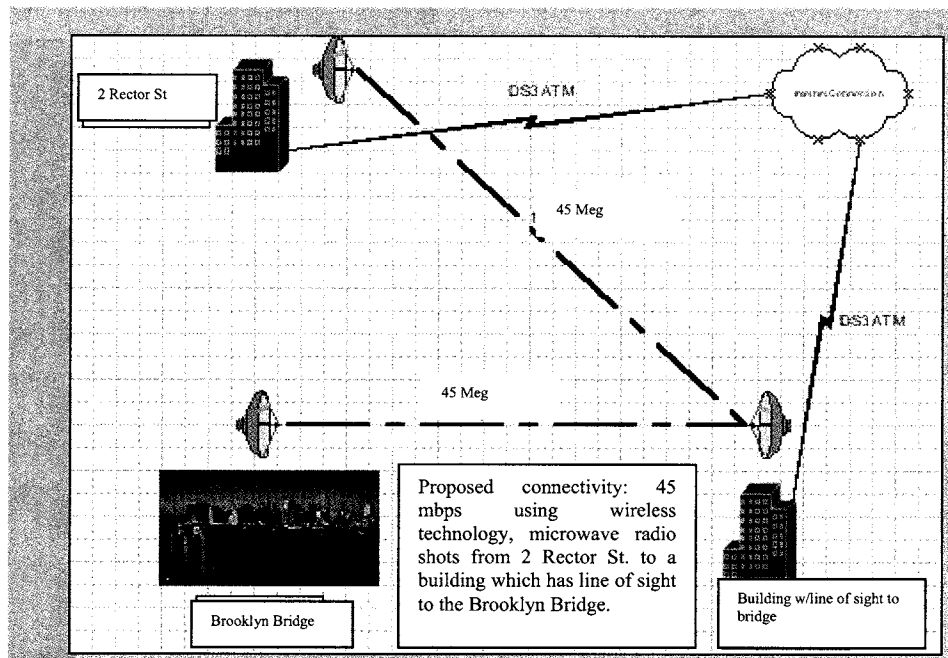 2 Rector St
DS3 ATM
45 Meg
DS3 ATM
45 Meg
Proposed connectivity: 45
mbps using wireless
technology, microwave radio
shots from 2 Rector St. to a
building which has line of sight
to the Brooklyn Bridge.
Brooklyn Bridge
Building w/line of sight to
bridge